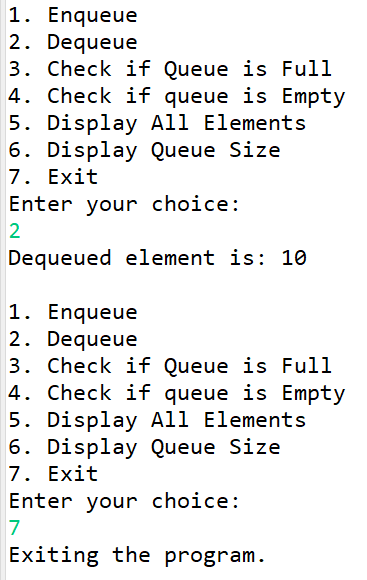 1. Enqueue
2. Dequeue
3. Check if Queue is Full
4. Check if queue is Empty
5. Display All Elements
6. Display Queue Size
7. Exit
Enter your choice:
2
Dequeued element is: 10

1. Enqueue
2. Dequeue
3. Check if Queue is Full
4. Check if queue is Empty
5. Display All Elements
6. Display Queue Size
7. Exit
Enter your choice:
7
Exiting the program.